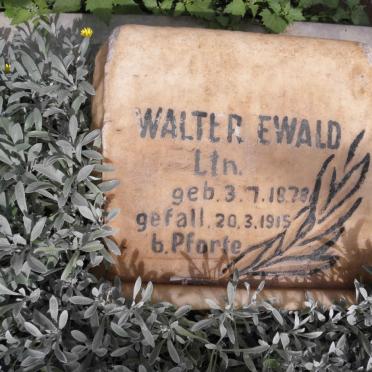 WALTER EWALD
Ltn.
geb. 3.7.1878
gefall. 20.3.1915
b. Pforte